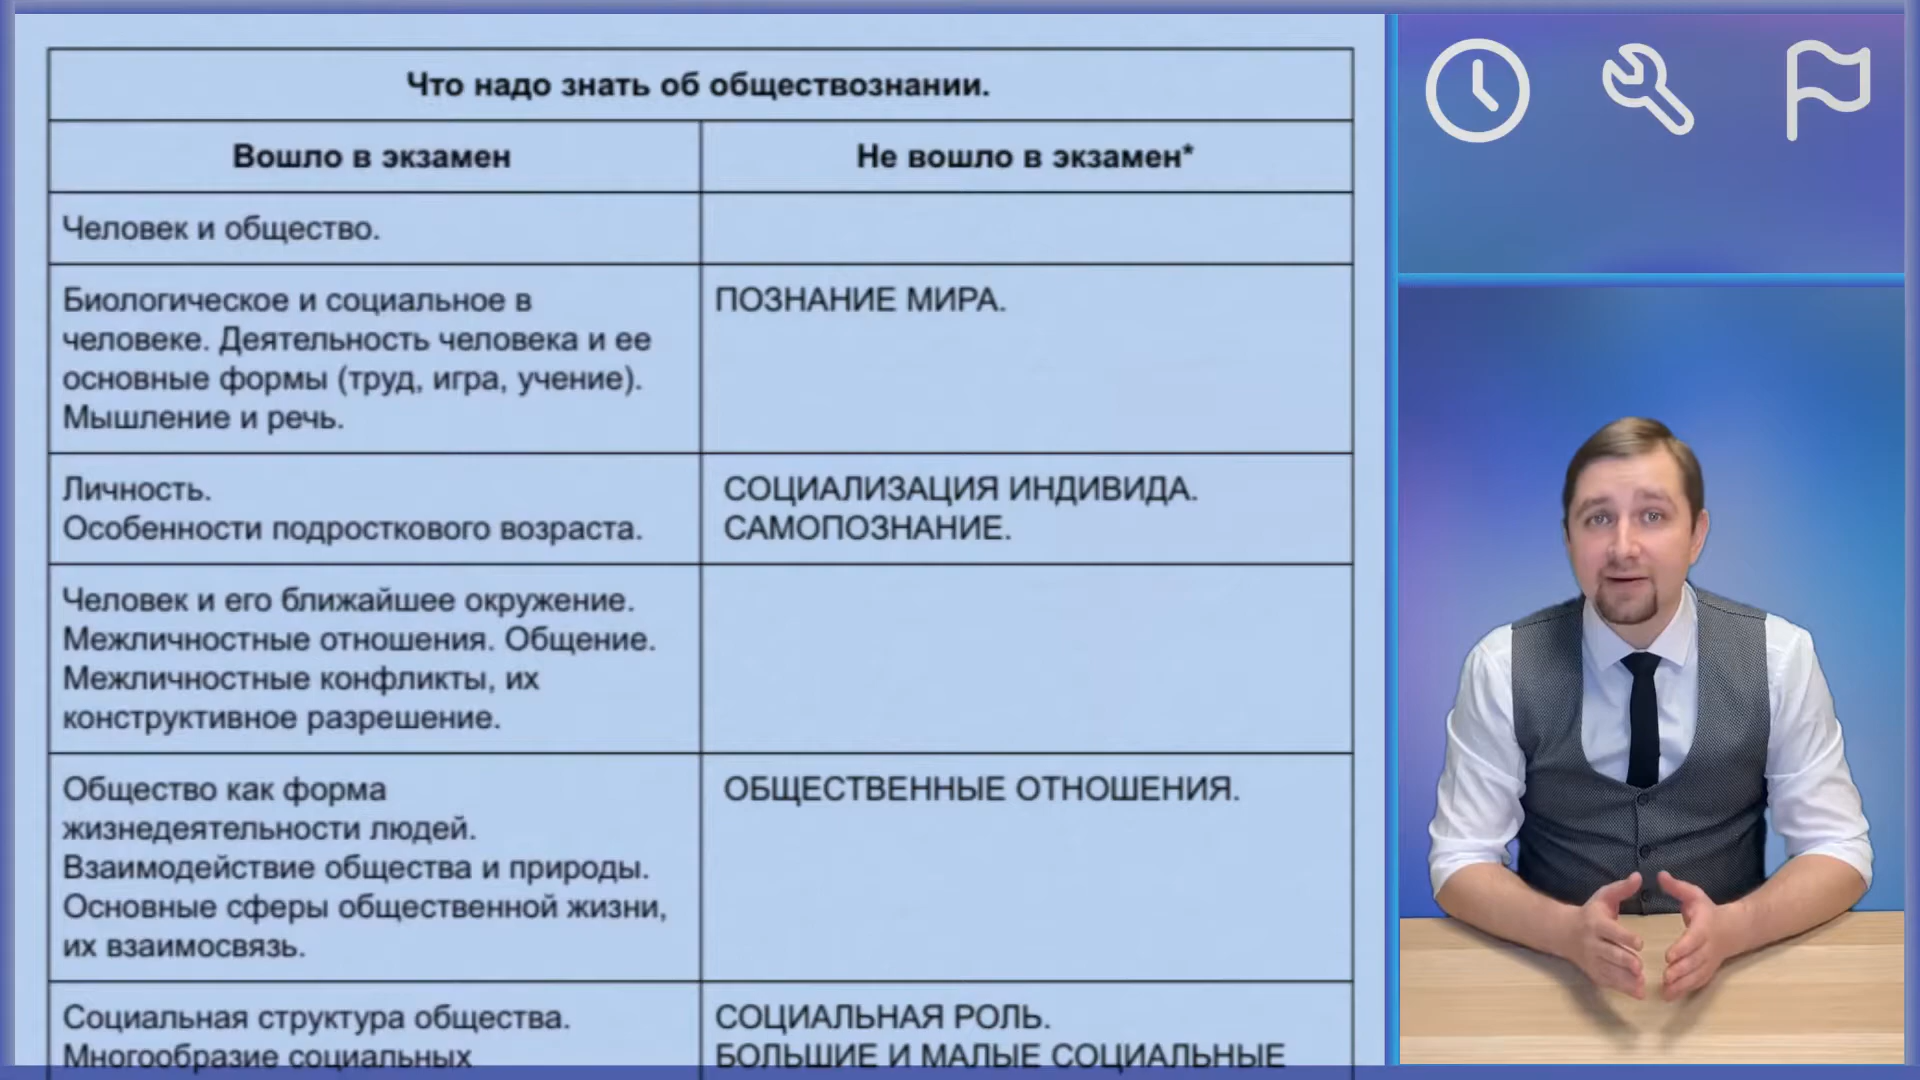 Что надо знать об обществознании.
Вошло в экзамен
Не вошло в экзамен*
Человек и общество.
Биологическое и социальное в
человеке. Деятельность человека и ее
основные формы (труд, игра, учение).
Мышление и речь.
ПОЗНАНИЕ МИРА.
Личность.
Особенности подросткового возраста.
СОЦИАЛИЗАЦИЯ ИНДИВИДА.
САМОПОЗНАНИЕ.
Человек и его ближайшее окружение.
Межличностные отношения. Общение.
Межличностные конфликты, их
конструктивное разрешение.
Общество как форма
жизнедеятельности людей.
Взаимодействие общества и природы.
Основные сферы общественной жизни,
их взаимосвязь.
ОБЩЕСТВЕННЫЕ ОТНОШЕНИЯ.
Социальная структура общества.
Многообразие социальных
СОЦИАЛЬНАЯ РОЛЬ.
БОЛЬШИЕ И МАЛЫЕ СОЦИАЛЬНЫЕ